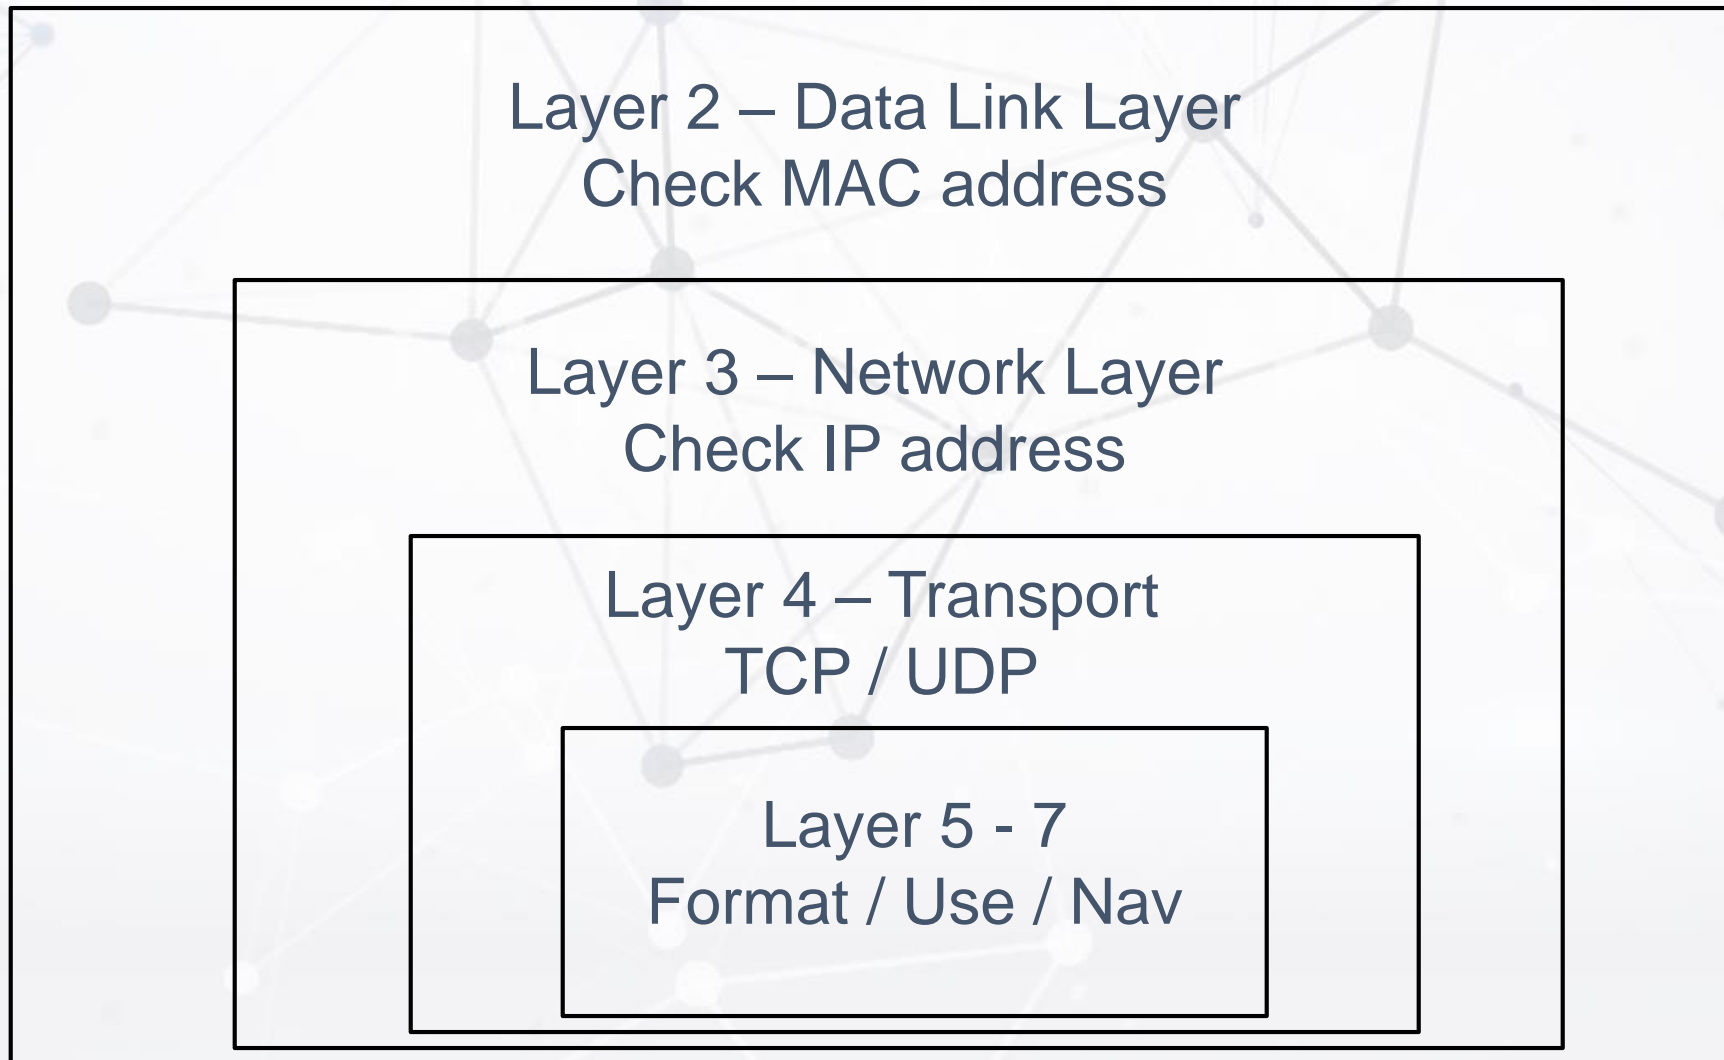 Layer 2 – Data Link Layer
Check MAC address
Layer 3 – Network Layer
Check IP address
Layer 4 – Transport
TCP / UDP
Layer 5 - 7
Format / Use / Nav